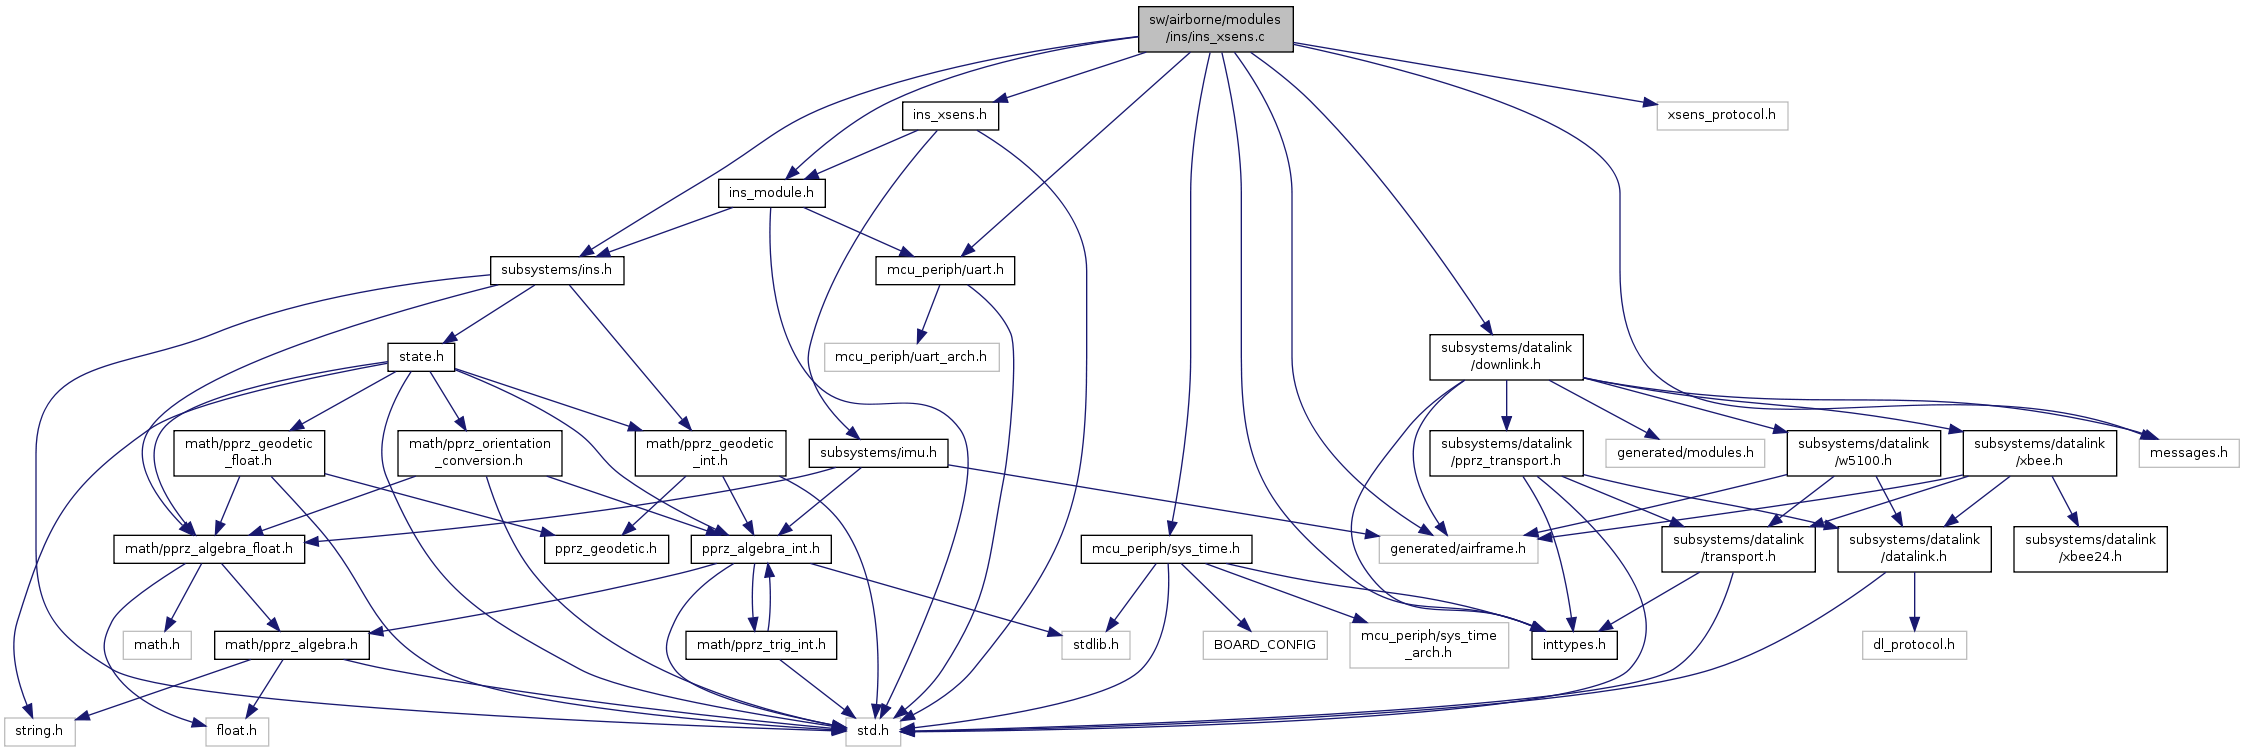 sw/airborne/modules
/ins/ins_xsens.c
ins_xsens.h
xsens_protocol.h
ins_module.h
subsystems/ins.h
mcu_periph/uart.h
state.h
mcu_periph/uart_arch.h
subsystems/datalink
/downlink.h
math/pprz_geodetic
_float.h
math/pprz_orientation
_conversion.h
math/pprz_geodetic
_int.h
subsystems/imu.h
subsystems/datalink
/pprz_transport.h
generated/modules.h
subsystems/datalink
/w5100.h
subsystems/datalink
/xbee.h
messages.h
math/pprz_algebra_float.h
pprz_geodetic.h
pprz_algebra_int.h
mcu_periph/sys_time.h
generated/airframe.h
subsystems/datalink
/transport.h
subsystems/datalink
/datalink.h
subsystems/datalink
/xbee24.h
math.h
math/pprz_algebra.h
math/pprz_trig_int.h
stdlib.h
BOARD_CONFIG
mcu_periph/sys_time
_arch.h
inttypes.h
dl_protocol.h
string.h
float.h
std.h